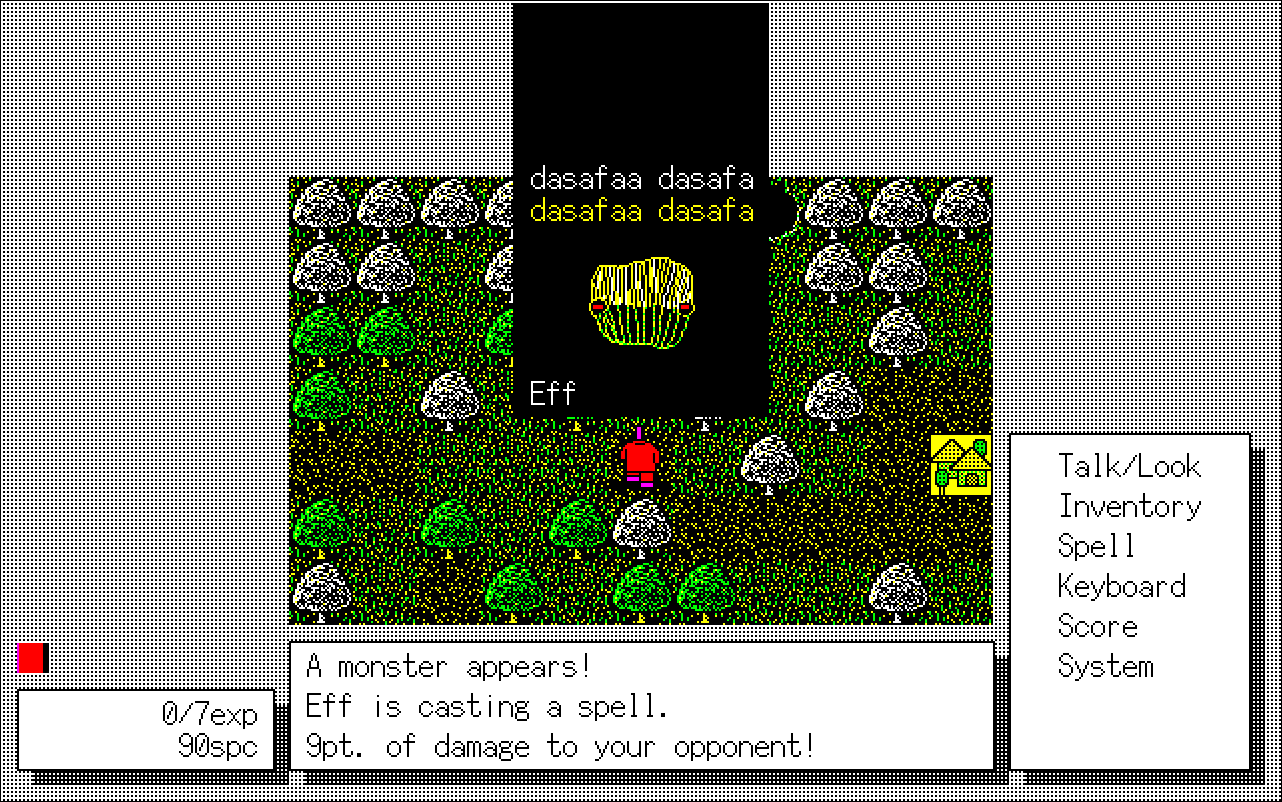 dasafaa dasafa
dasafaa dasafa
Eff
Talk/Look
Inventory
Spell
Keyboard
Score
System
0/7exp
90spc
A monster appears!
Eff is casting a spell.
9pt. of damage to your opponent!